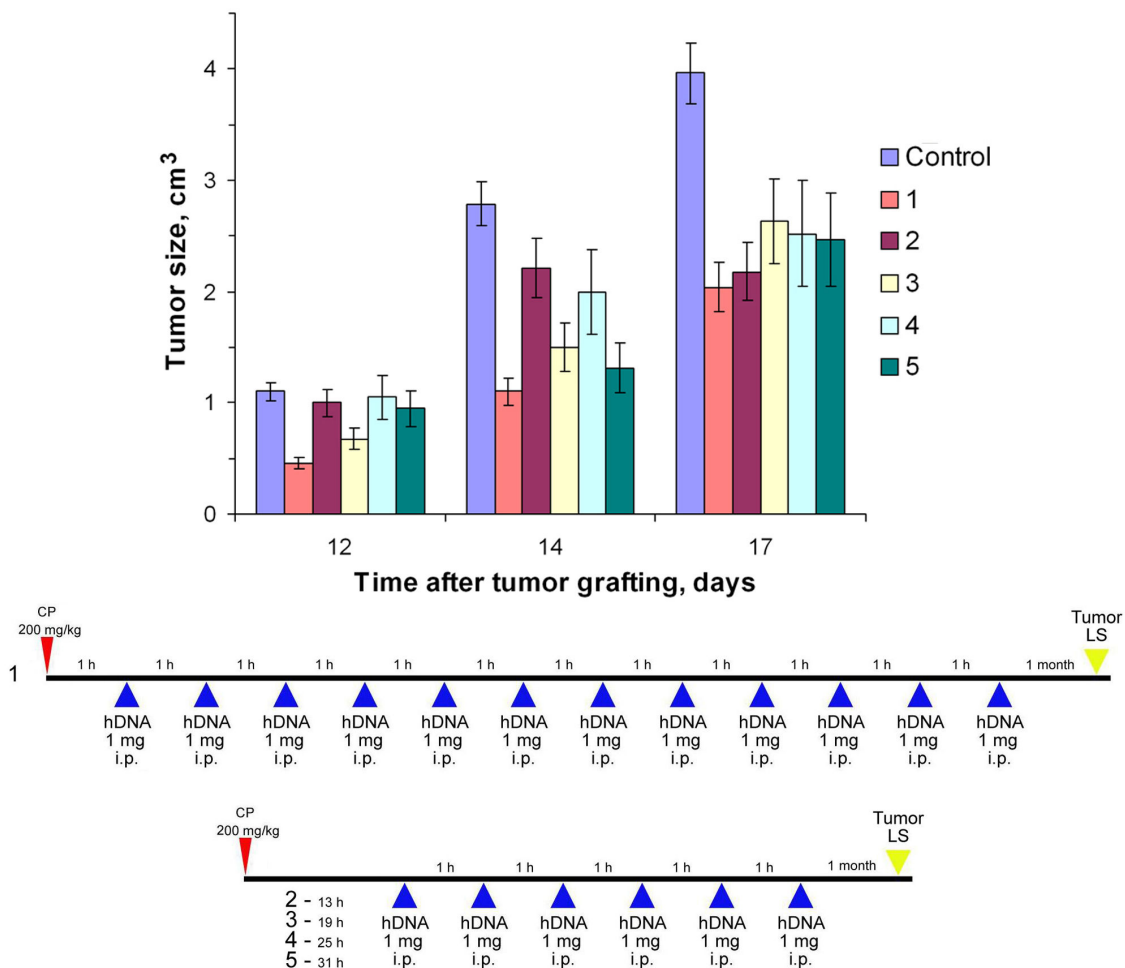 4
3
2
1
0
Tumor size, cm³
12 14 17
Time after tumor grafting, days
Control
1
2
3
4
5
CP
200 mg/kg
Tumor
LS
1
1 h 1 h 1 h 1 h 1 h 1 h 1 h 1 h 1 h 1 h 1 h 1 h 1 month
hDNA hDNA hDNA hDNA hDNA hDNA hDNA hDNA hDNA hDNA hDNA hDNA
1 mg 1 mg 1 mg 1 mg 1 mg 1 mg 1 mg 1 mg 1 mg 1 mg 1 mg 1 mg
i.p. i.p. i.p. i.p. i.p. i.p. i.p. i.p. i.p. i.p. i.p. i.p.
CP
200 mg/kg
Tumor
LS
1 h 1 h 1 h 1 h 1 h 1 month
2 - 13 h
3 - 19 h
4 - 25 h
5 - 31 h
hDNA hDNA hDNA hDNA hDNA hDNA
1 mg 1 mg 1 mg 1 mg 1 mg 1 mg
i.p. i.p. i.p. i.p. i.p. i.p.